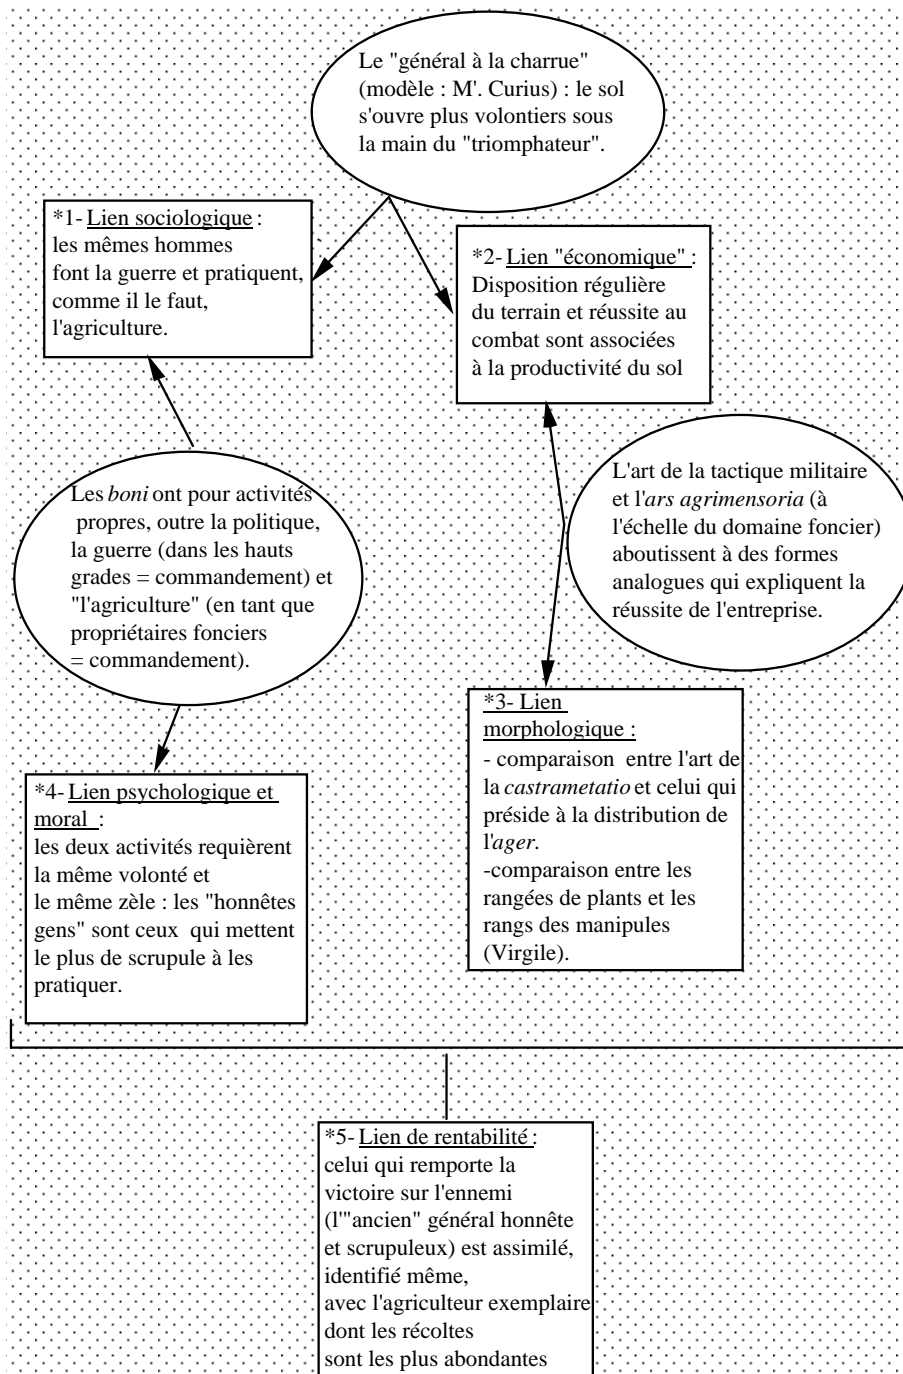 Le "général à la charrue"
(modèle : M'. Curius) : le sol
s'ouvre plus volontiers sous
la main du "triomphateur".
*1- Lien sociologique :
les mêmes hommes
font la guerre et pratiquent,
comme il le faut,
l'agriculture.
*2- Lien "économique" :
Disposition régulière
du terrain et réussite au
combat sont associées
à la productivité du sol
Les boni ont pour activités
propres, outre la politique,
la guerre (dans les hauts
grades = commandement) et
"l'agriculture" (en tant que
propriétaires fonciers
= commandement).
L'art de la tactique militaire
et l'ars agrimensoria (à
l'échelle du domaine foncier)
aboutissent à des formes
analogues qui expliquent la
réussite de l'entreprise.
*3- Lien
morphologique :
- comparaison entre l'art de
la castrametatio et celui qui
préside à la distribution de
l'ager.
-comparaison entre les
rangées de plants et les
rangs des manipules
(Virgile).
*4- Lien psychologique et
moral :
les deux activités requièrent
la même volonté et
le même zèle : les "honnêtes
gens" sont ceux qui mettent
le plus de scrupule à les
pratiquer.
*5- Lien de rentabilité :
celui qui remporte la
victoire sur l'ennemi
(l'"ancien" général honnête
et scrupuleux) est assimilé,
identifié même,
avec l'agriculteur exemplaire
dont les récoltes
sont les plus abondantes